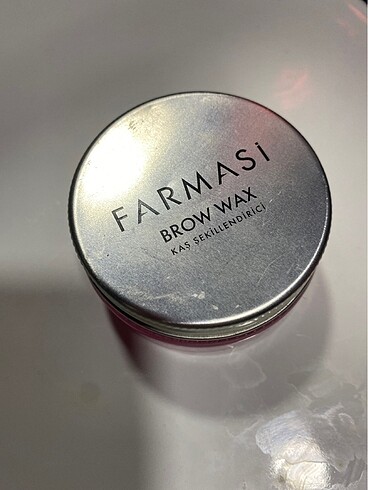 FARMASi
BROW WAX
KAŞ ŞEKİLLENDİRİCİ